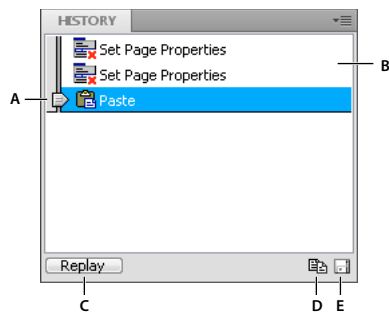 HISTORY
Set Page Properties
Set Page Properties
B
A
Paste
Replay
C
D
E